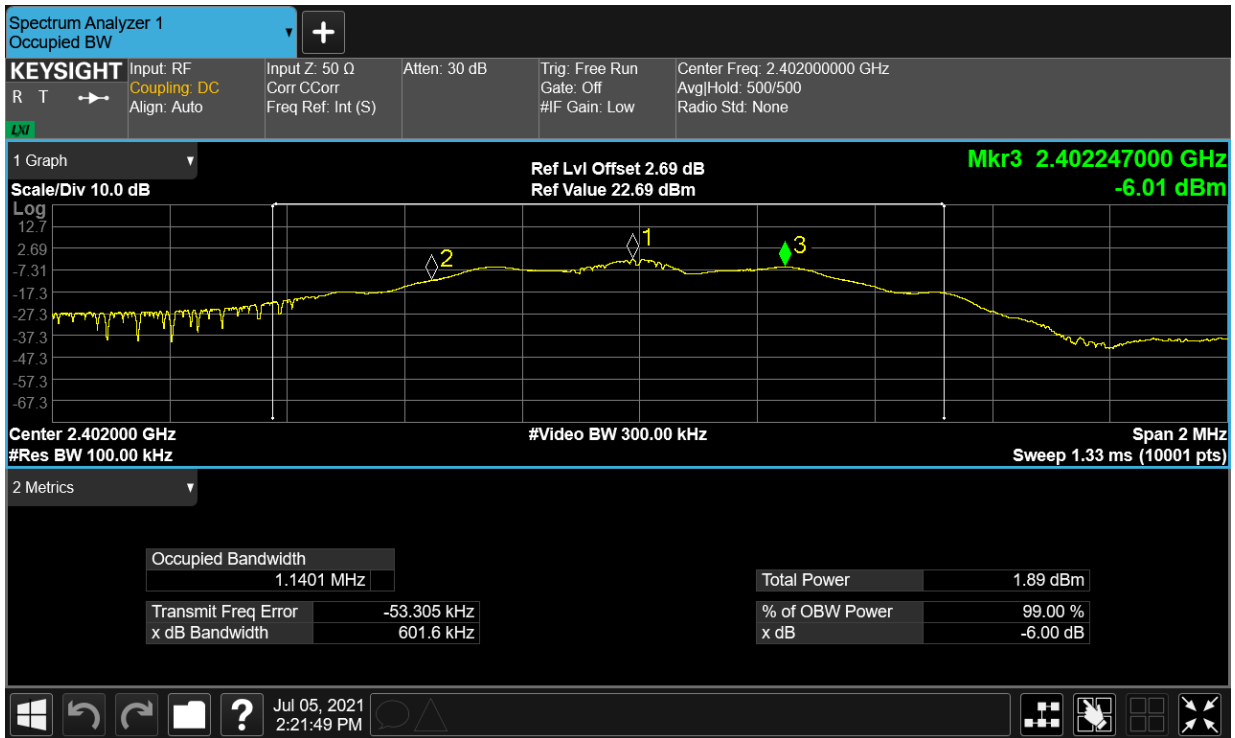 Spectrum Analyzer 1
Occupied BW
KEYSIGHT
R T
LXI
Input: RF
Coupling: DC
Align: Auto
Input Z: 50 Ω
Corr CCorr
Freq Ref: Int (S)
Atten: 30 dB
Trig: Free Run
Gate: Off
#IF Gain: Low
Center Freq: 2.402000000 GHz
Avg|Hold: 500/500
Radio Std: None
1 Graph
Scale/Div 10.0 dB
Ref Lvl Offset 2.69 dB
Ref Value 22.69 dBm
Mkr3 2.402247000 GHz
-6.01 dBm
Log
12.7
2.69
-7.31
-17.3
-27.3
-37.3
-47.3
-57.3
-67.3
1
2
3
Center 2.402000 GHz
#Res BW 100.00 kHz
#Video BW 300.00 kHz
Span 2 MHz
Sweep 1.33 ms (10001 pts)
2 Metrics
Occupied Bandwidth
1.1401 MHz
Transmit Freq Error -53.305 kHz
x dB Bandwidth 601.6 kHz
Total Power 1.89 dBm
% of OBW Power 99.00 %
x dB -6.00 dB
?
Jul 05, 2021
2:21:49 PM